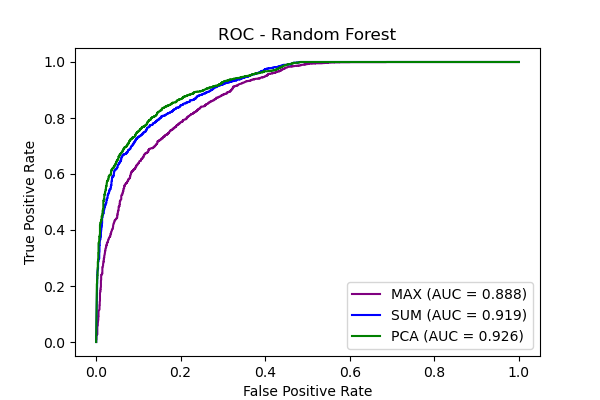 ROC - Random Forest
True Positive Rate
1.0
0.8
0.6
0.4
0.2
0.0
MAX (AUC = 0.888)
SUM (AUC = 0.919)
PCA (AUC = 0.926)
0.0 0.2 0.4 0.6 0.8 1.0
False Positive Rate